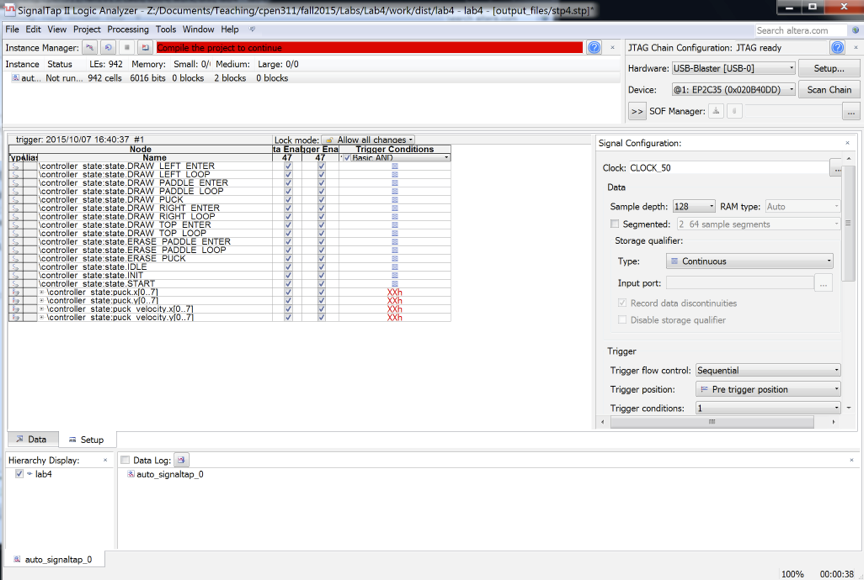 SignalTap II Logic Analyzer - Z:/Documents/Teaching/cpen311/fall2015/Labs/Lab4/work/dist/lab4 - lab4 - [output_files/stp4.stp]*
File Edit View Project Processing Tools Window Help
Search altera.com
Instance Manager:
Compile the project to continue
JTAG Chain Configuration: JTAG ready
Instance Status LEs: 942 Memory: Small: 0/ Medium: Large: 0/0
aut... Not run... 942 cells 6016 bits 0 blocks 2 blocks 0 blocks
Hardware: USB-Blaster [USB-0] Setup...
Device: @1: EP2C35 (0x020B40DD) Scan Chain
>> SOF Manager: ...
trigger: 2015/10/07 16:40:37 #1
Lock mode: Allow all changes
Node ta Enat gger Ena Trigger Conditions
Type Alias Name 47 47 1 Basic AND
\controller_state:state.DRAW_LEFT_ENTER
\controller_state:state.DRAW_LEFT_LOOP
\controller_state:state.DRAW_PADDLE_ENTER
\controller_state:state.DRAW_PADDLE_LOOP
\controller_state:state.DRAW_PUCK
\controller_state:state.DRAW_RIGHT_ENTER
\controller_state:state.DRAW_RIGHT_LOOP
\controller_state:state.DRAW_TOP_ENTER
\controller_state:state.DRAW_TOP_LOOP
\controller_state:state.ERASE_PADDLE_ENTER
\controller_state:state.ERASE_PADDLE_LOOP
\controller_state:state.ERASE_PUCK
\controller_state:state.IDLE
\controller_state:state.INIT
\controller_state:state.START
\controller_state:puck.x[0..7] XXh
\controller_state:puck.y[0..7] XXh
\controller_state:puck_velocity.x[0..7] XXh
\controller_state:puck_velocity.y[0..7] XXh
Signal Configuration:
Clock: CLOCK_50 ...
Data
Sample depth: 128 RAM type: Auto
Segmented: 2 64 sample segments
Storage qualifier:
Type: Continuous
Input port: ...
Record data discontinuities
Disable storage qualifier
Trigger
Trigger flow control: Sequential
Trigger position: Pre trigger position
Trigger conditions: 1
Data Setup
Hierarchy Display:
lab4
Data Log:
auto_signaltap_0
auto_signaltap_0
100% 00:00:38